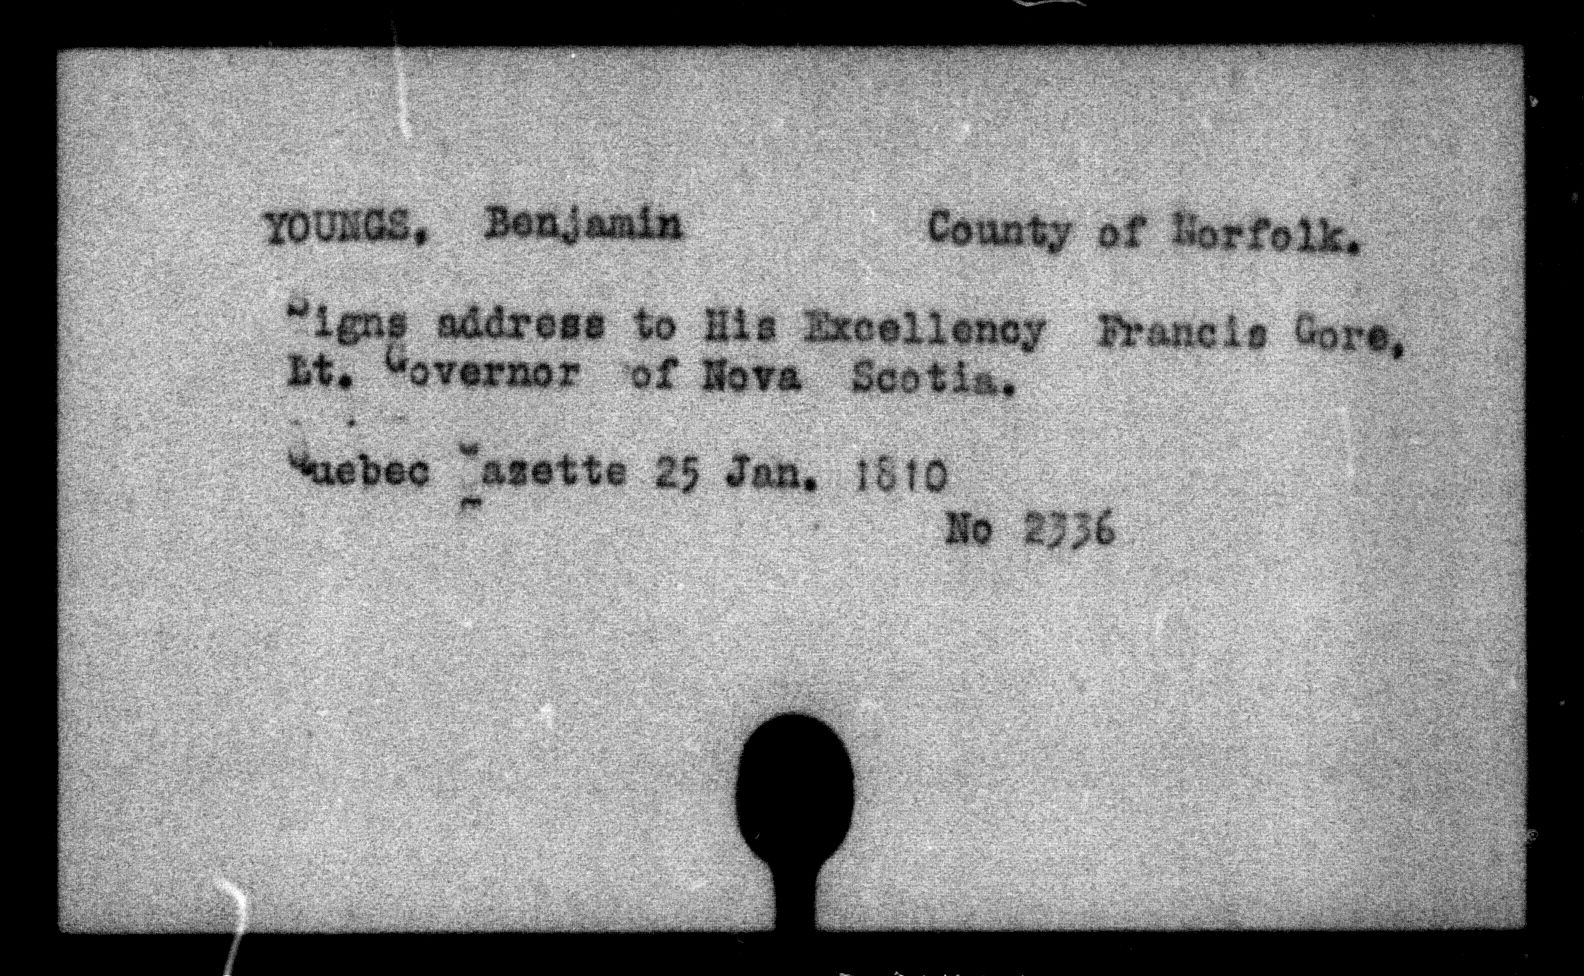 YOUNGS, Benjamin County of Norfolk.
Signs address to His Excellency Francis Gore,
Lt. Governor of Nova Scotia.
Quebec Gazette 25 Jan. 1810
No 2336